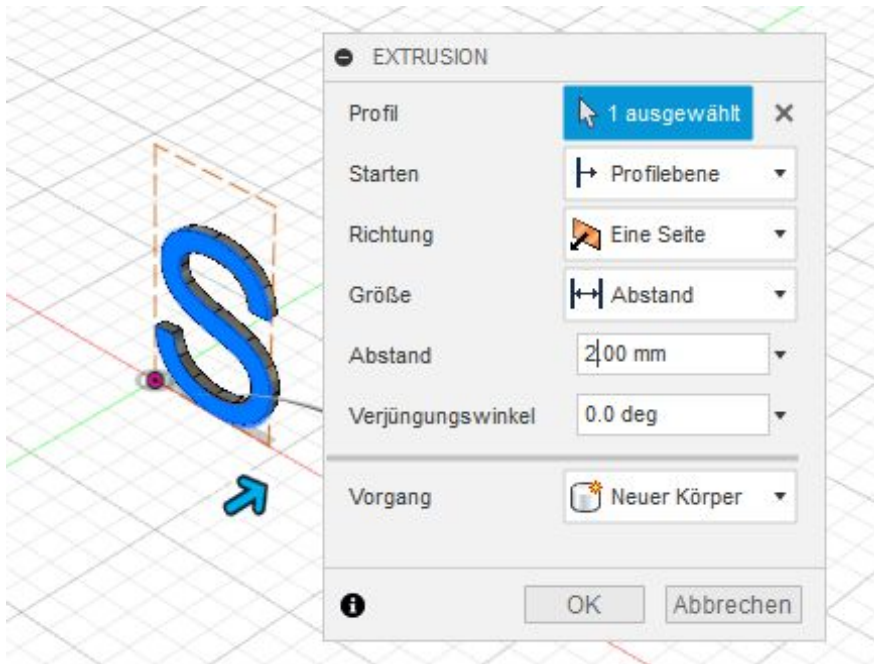 EXTRUSION
Profil 1 ausgewählt
Starten Profilebene
Richtung Eine Seite
Größe Abstand
Abstand 2.00 mm
Verjüngungswinkel 0.0 deg
Vorgang Neuer Körper
OK Abbrechen
S